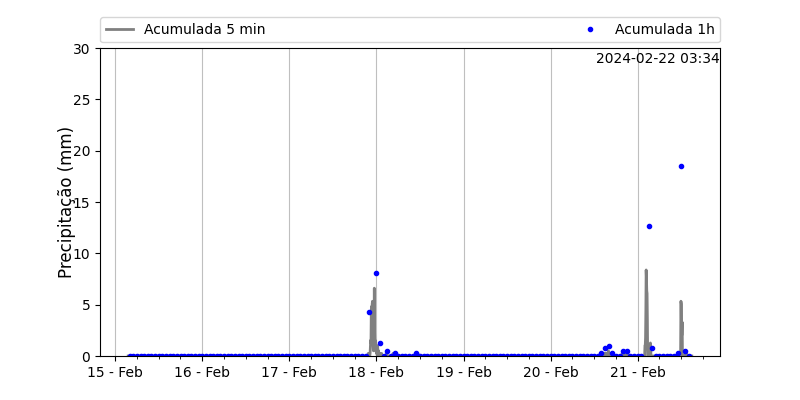 Acumulada 5 min Acumulada 1h
2024-02-22 03:34
Precipitação (mm)
30
25
20
15
10
5
0
15 - Feb 16 - Feb 17 - Feb 18 - Feb 19 - Feb 20 - Feb 21 - Feb